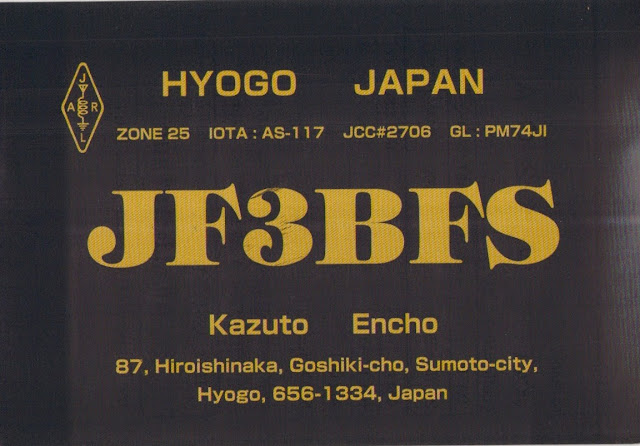 HYOGO JAPAN
J
A R
L
ZONE 25 IOTA : AS-117 JCC#2706 GL : PM74JI
JF3BFS
Kazuto Encho
87, Hiroishinaka, Goshiki-cho, Sumoto-city,
Hyogo, 656-1334, Japan